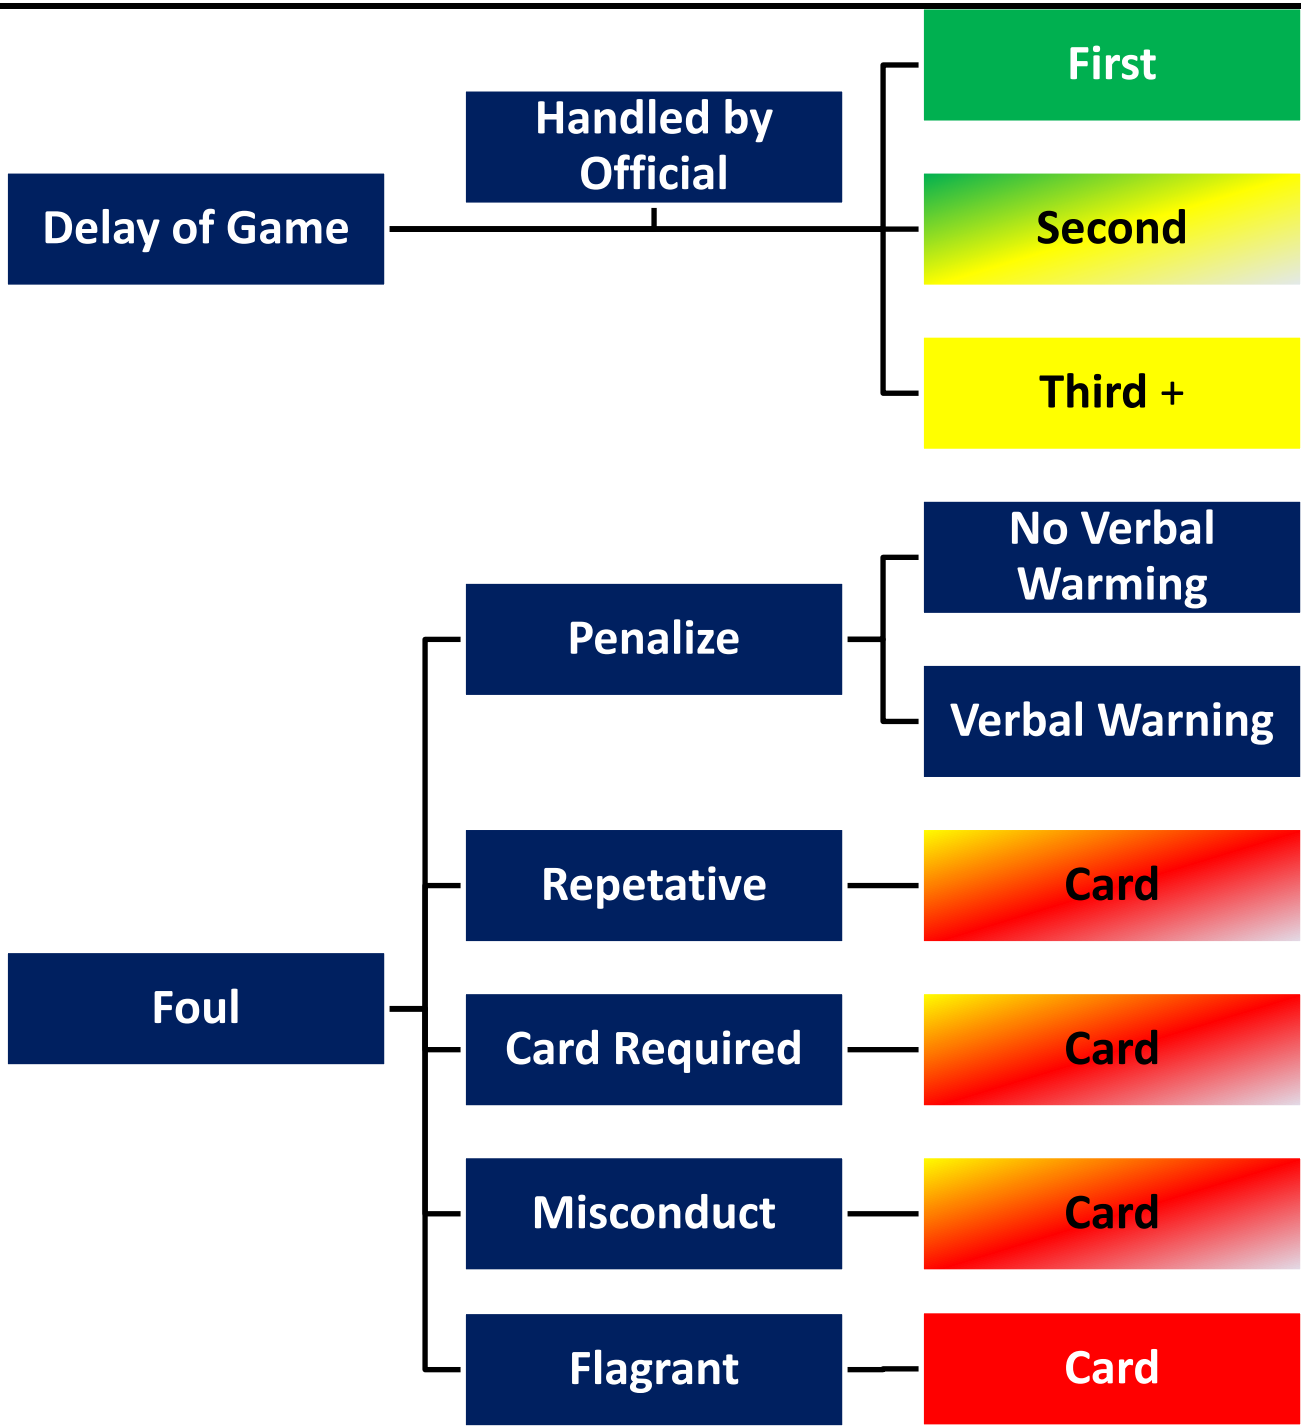 Delay of Game
Handled by
Official
First
Second
Third +
Foul
Penalize
No Verbal
Warming
Verbal Warning
Repetative
Card
Card Required
Card
Misconduct
Card
Flagrant
Card